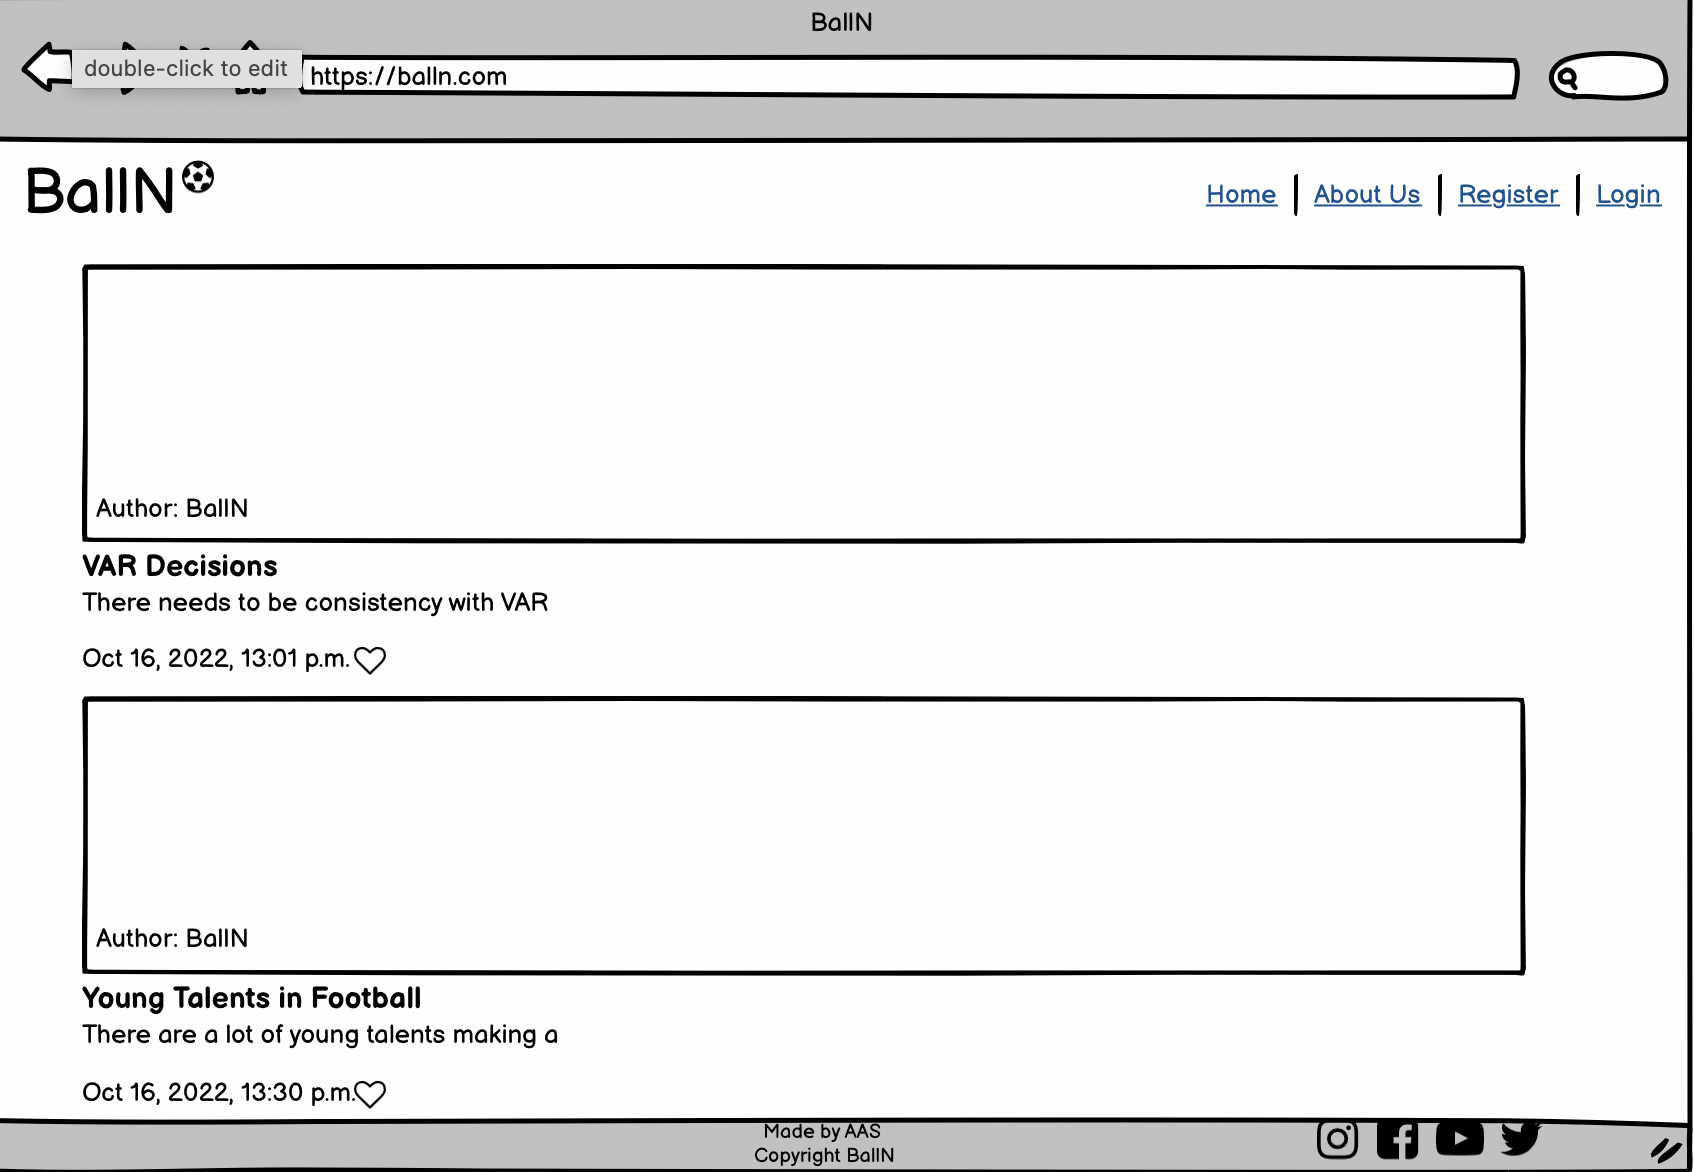 BallN
double-click to edit
https://balln.com
BallN
Home
About Us
Register
Login
Author: BallN
VAR Decisions
There needs to be consistency with VAR
Oct 16, 2022, 13:01 p.m.
Author: BallN
Young Talents in Football
There are a lot of young talents making a
Oct 16, 2022, 13:30 p.m.
Made by AAS
Copyright BallN